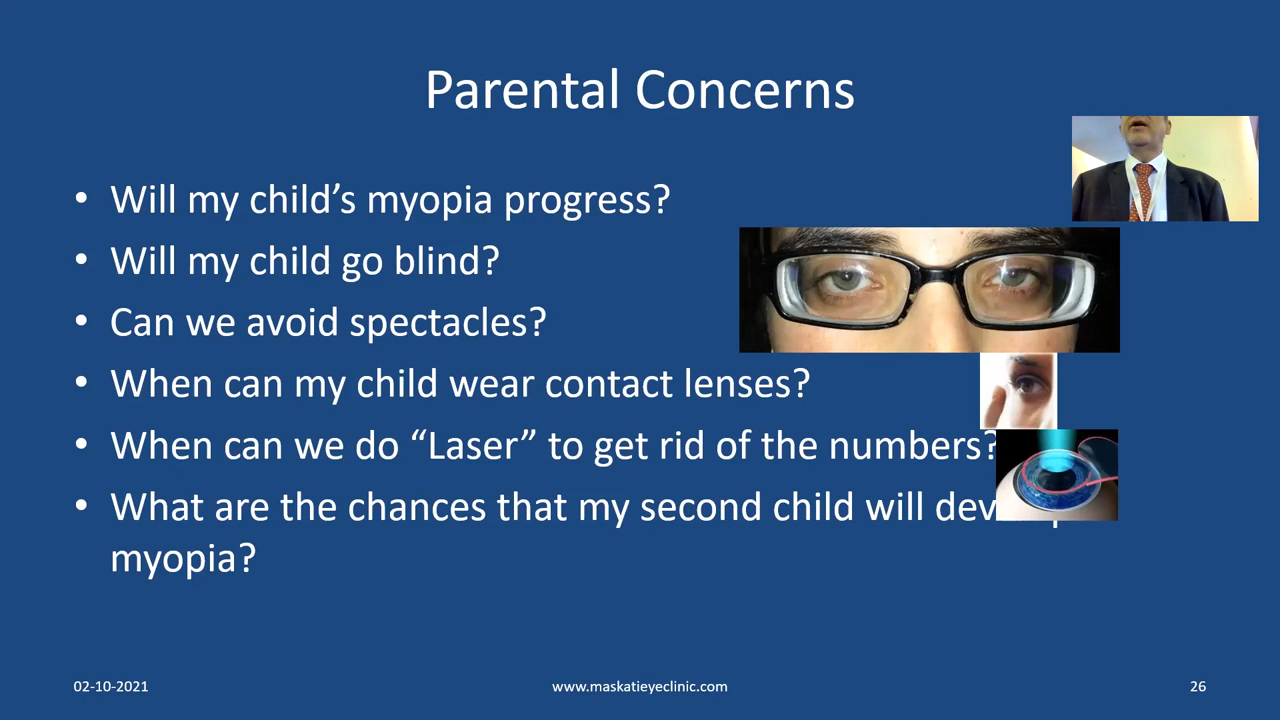 Parental Concerns
• Will my child’s myopia progress?
• Will my child go blind?
• Can we avoid spectacles?
• When can my child wear contact lenses?
• When can we do “Laser” to get rid of the numbers?
• What are the chances that my second child will
myopia?
02-10-2021
www.maskatieyeclinic.com
26